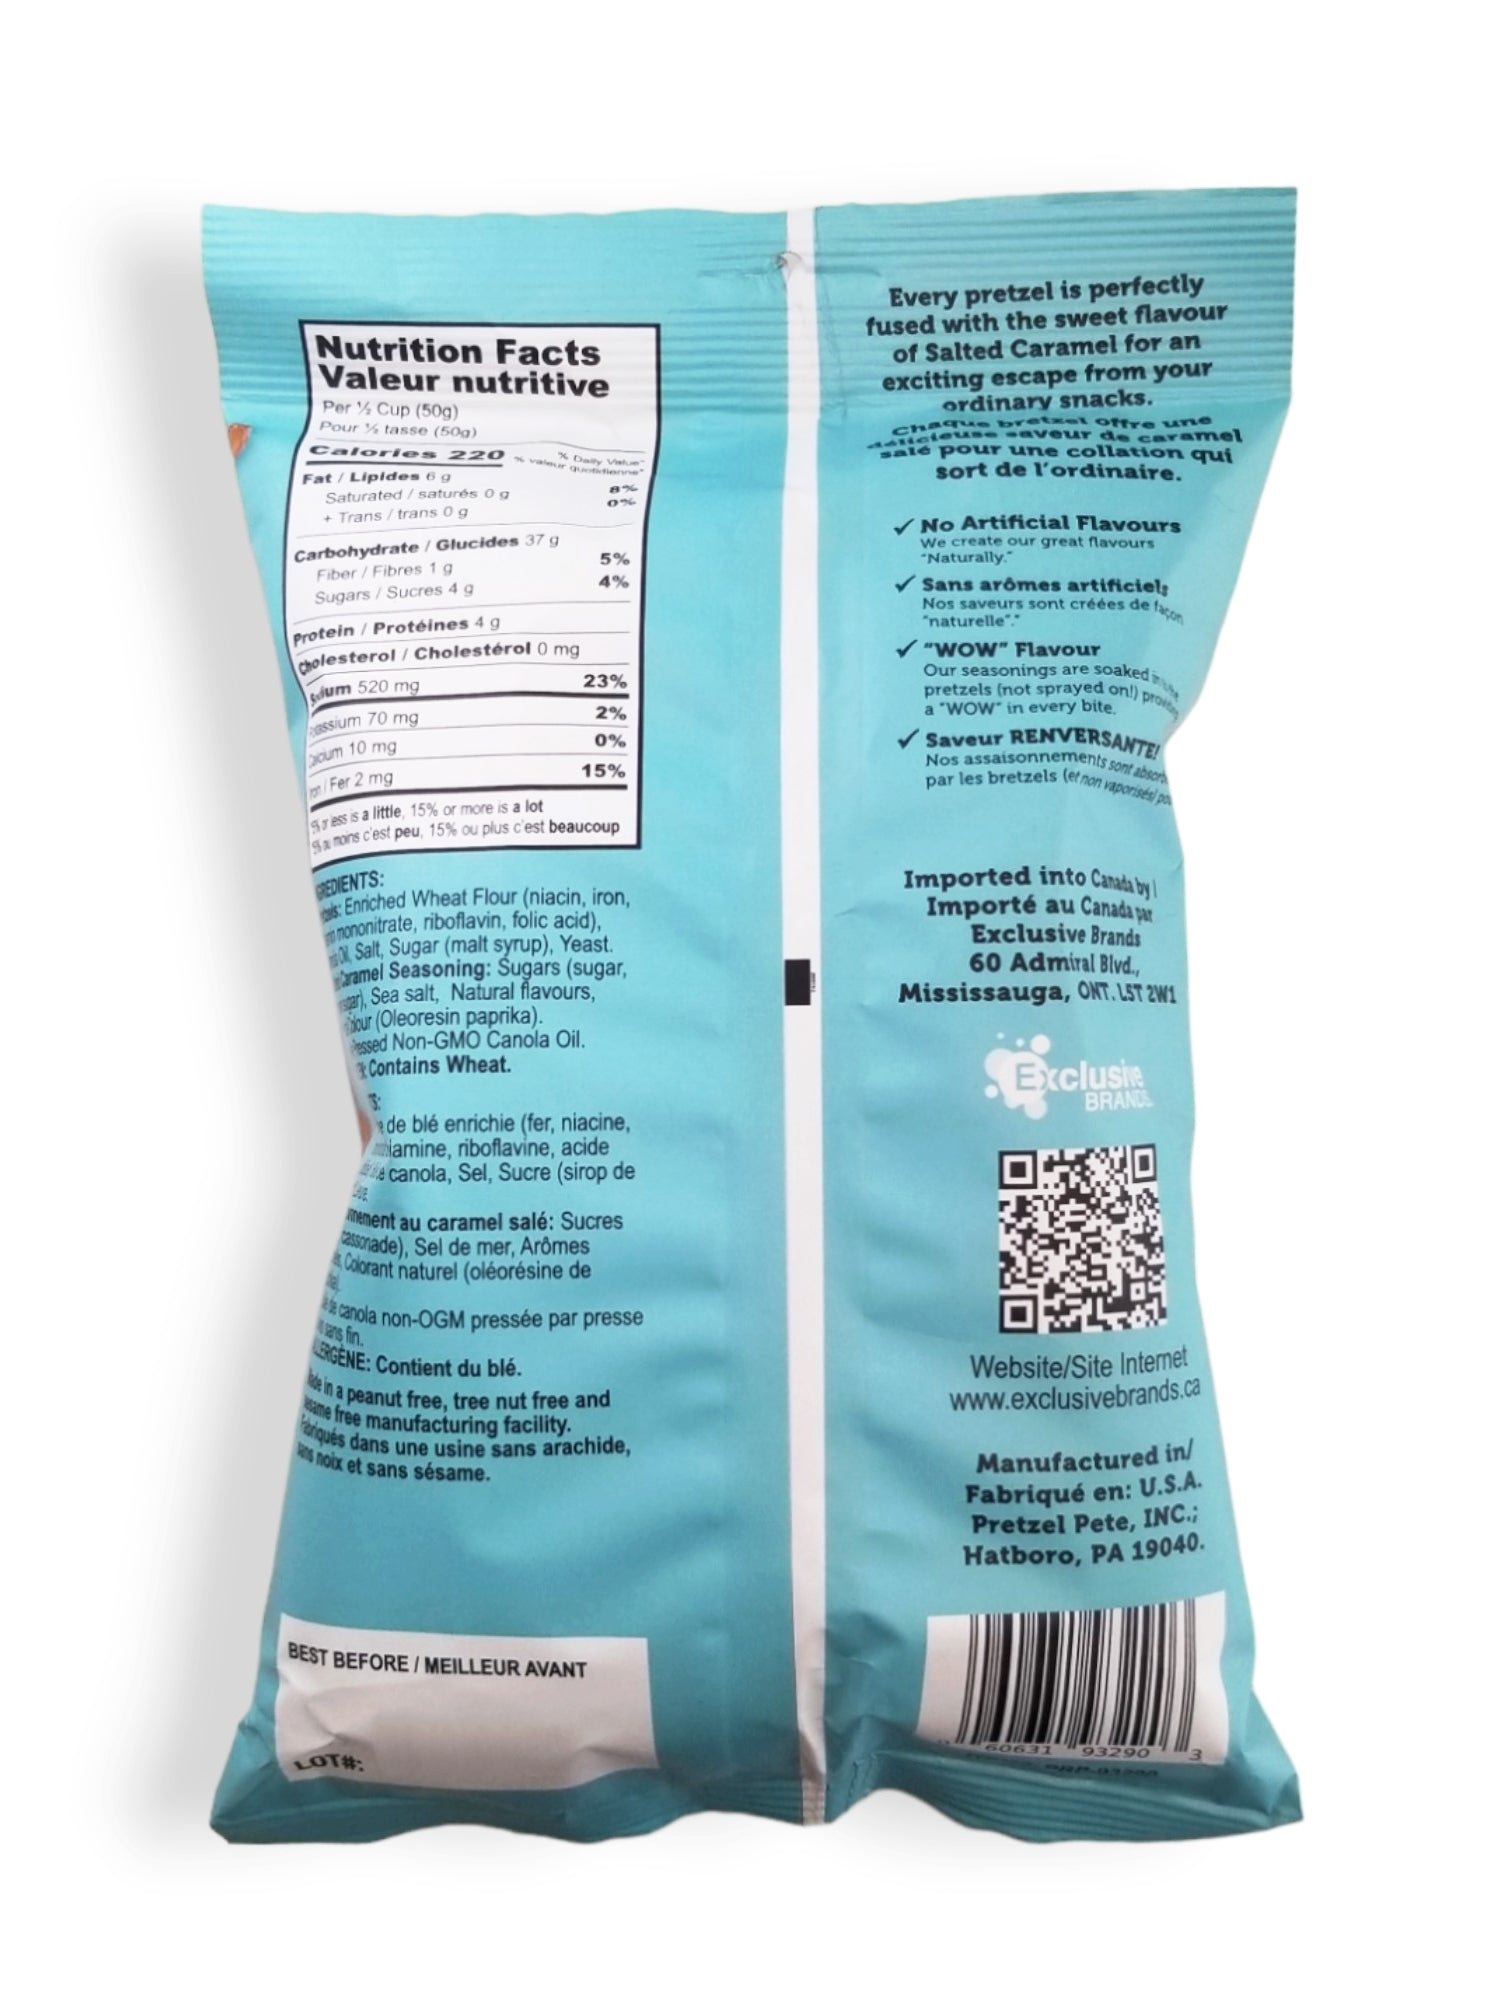 Nutrition Facts
Valeur nutritive
Per ½ Cup (50g)
Pour ½ tasse (50g)
Calories 220
% Daily Value*
% valeur quotidienne*
Fat / Lipides 6 g 8%
Saturated / saturés 0 g 0%
+ Trans / trans 0 g
Carbohydrate / Glucides 37 g
Fiber / Fibres 1 g 5%
Sugars / Sucres 4 g 4%
Protein / Protéines 4 g
Cholesterol / Cholestérol 0 mg
Sodium 520 mg 23%
Potassium 70 mg 2%
Calcium 10 mg 0%
Iron / Fer 2 mg 15%
5% or less is a little, 15% or more is a lot
5% ou moins c'est peu, 15% ou plus c'est beaucoup
Enriched Wheat Flour (niacin, iron,
mononitrate, riboflavin, folic acid),
Oil, Salt, Sugar (malt syrup), Yeast.
Caramel Seasoning: Sugars (sugar,
Sea salt, Natural flavours,
(Oleoresin paprika).
Non-GMO Canola Oil.
Contains Wheat.
de blé enrichie (fer, niacine,
riboflavine, acide
canola, Sel, Sucre (sirop de
au caramel salé: Sucres
Sel de mer, Arômes
Colorant naturel (oléorésine de
de canola non-OGM pressée par presse
sans fin.
Contient du blé.
Made in a peanut free, tree nut free and
sesame free manufacturing facility.
Fabriqués dans une usine sans arachide,
sans noix et sans sésame.
BEST BEFORE / MEILLEUR AVANT
LOT#:
Every pretzel is perfectly
fused with the sweet flavour
of Salted Caramel for an
exciting escape from your
ordinary snacks.
Chaque bretzel offre une
délicieuse saveur de caramel
salé pour une collation qui
sort de l'ordinaire.
✓ No Artificial Flavours
We create our great flavours
"Naturally."
✓ Sans arômes artificiels
Nos saveurs sont créées de façon
"naturelle"."
✓ "WOW" Flavour
Our seasonings are soaked
pretzels (not sprayed on!)
a "WOW" in every bite.
✓ Saveur RENVERSANTE!
Nos assaisonnements sont
par les bretzels (et non vaporisés)
Imported into Canada by |
Importé au Canada par
Exclusive Brands
60 Admiral Blvd.,
Mississauga, ONT. L5T 2W1
Exclusive
BRANDS
Website/Site Internet
www.exclusivebrands.ca
Manufactured in/
Fabriqué en: U.S.A.
Pretzel Pete, INC.;
Hatboro, PA 19040.
60631 93290 3